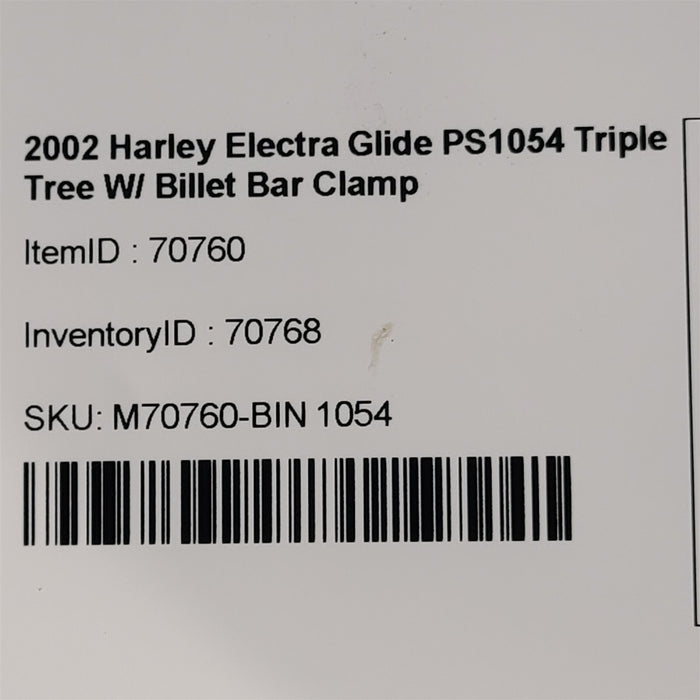 2002 Harley Electra Glide PS1054 Triple
Tree W/ Billet Bar Clamp
ItemID : 70760
InventoryID : 70768
SKU: M70760-BIN 1054